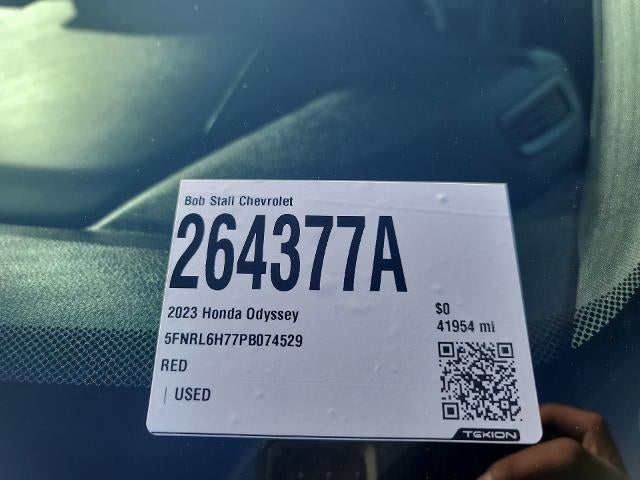 Bob Stall Chevrolet
264377A
2023 Honda Odyssey
$0
41954 mi
5FNRL6H77PB074529
RED
| USED
TEKION